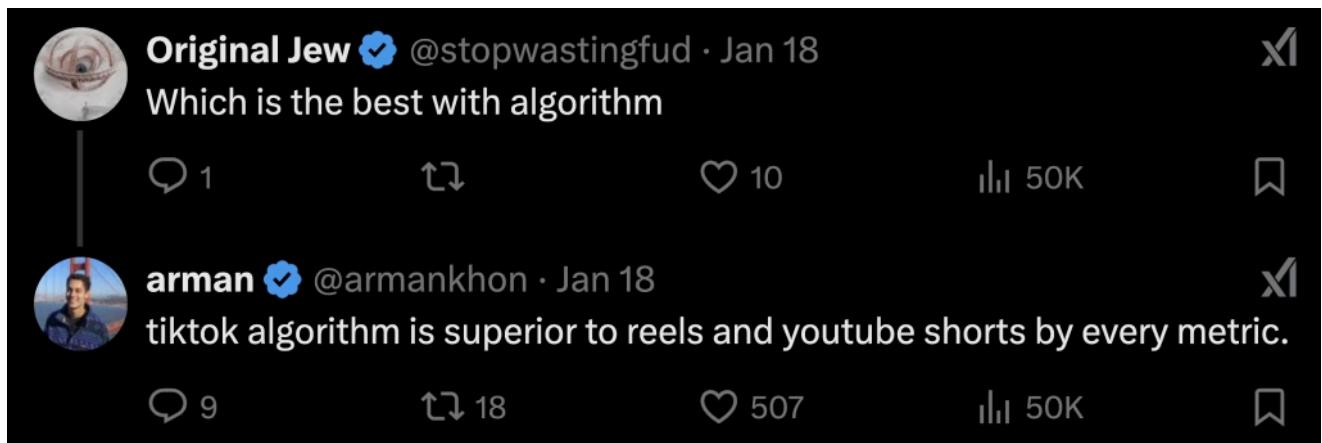 Original Jew @stopwastingfud · Jan 18
Which is the best with algorithm
1 10 50K
arman @armankhon · Jan 18
tiktok algorithm is superior to reels and youtube shorts by every metric.
9 18 507 50K